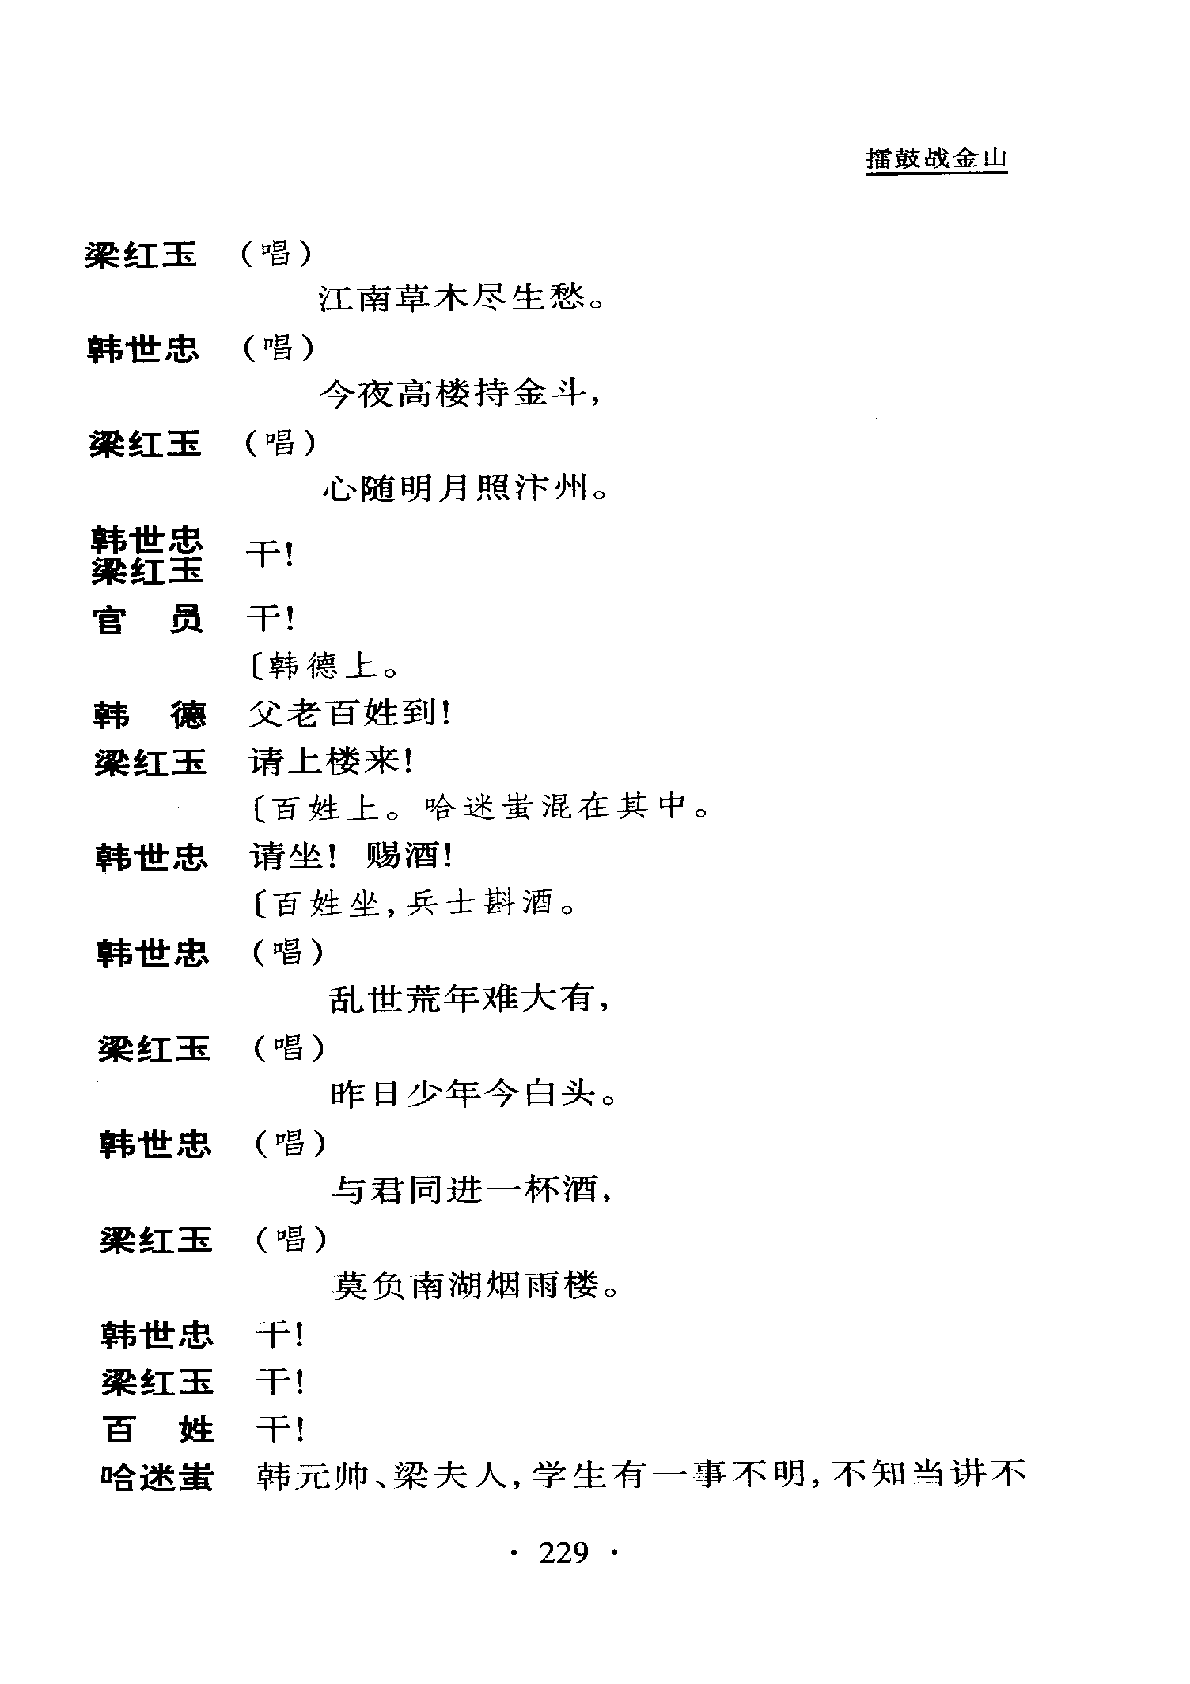 擂鼓战金山
梁红玉 （唱）
江南草木尽生愁。
韩世忠 （唱）
今夜高楼持金斗，
梁红玉 （唱）
心随明月照汴州。
韩世忠
梁红玉 干！
官 员 干！
〔韩德上。
韩 德 父老百姓到！
梁红玉 请上楼来！
〔百姓上。哈迷蚩混在其中。
韩世忠 请坐！赐酒！
〔百姓坐，兵士斟酒。
韩世忠 （唱）
乱世荒年难大有，
梁红玉 （唱）
昨日少年今白头。
韩世忠 （唱）
与君同进一杯酒，
梁红玉 （唱）
莫负南湖烟雨楼。
韩世忠 干！
梁红玉 干！
百 姓 干！
哈迷蚩 韩元帅、梁夫人，学生有一事不明，不知当讲不
· 229 ·